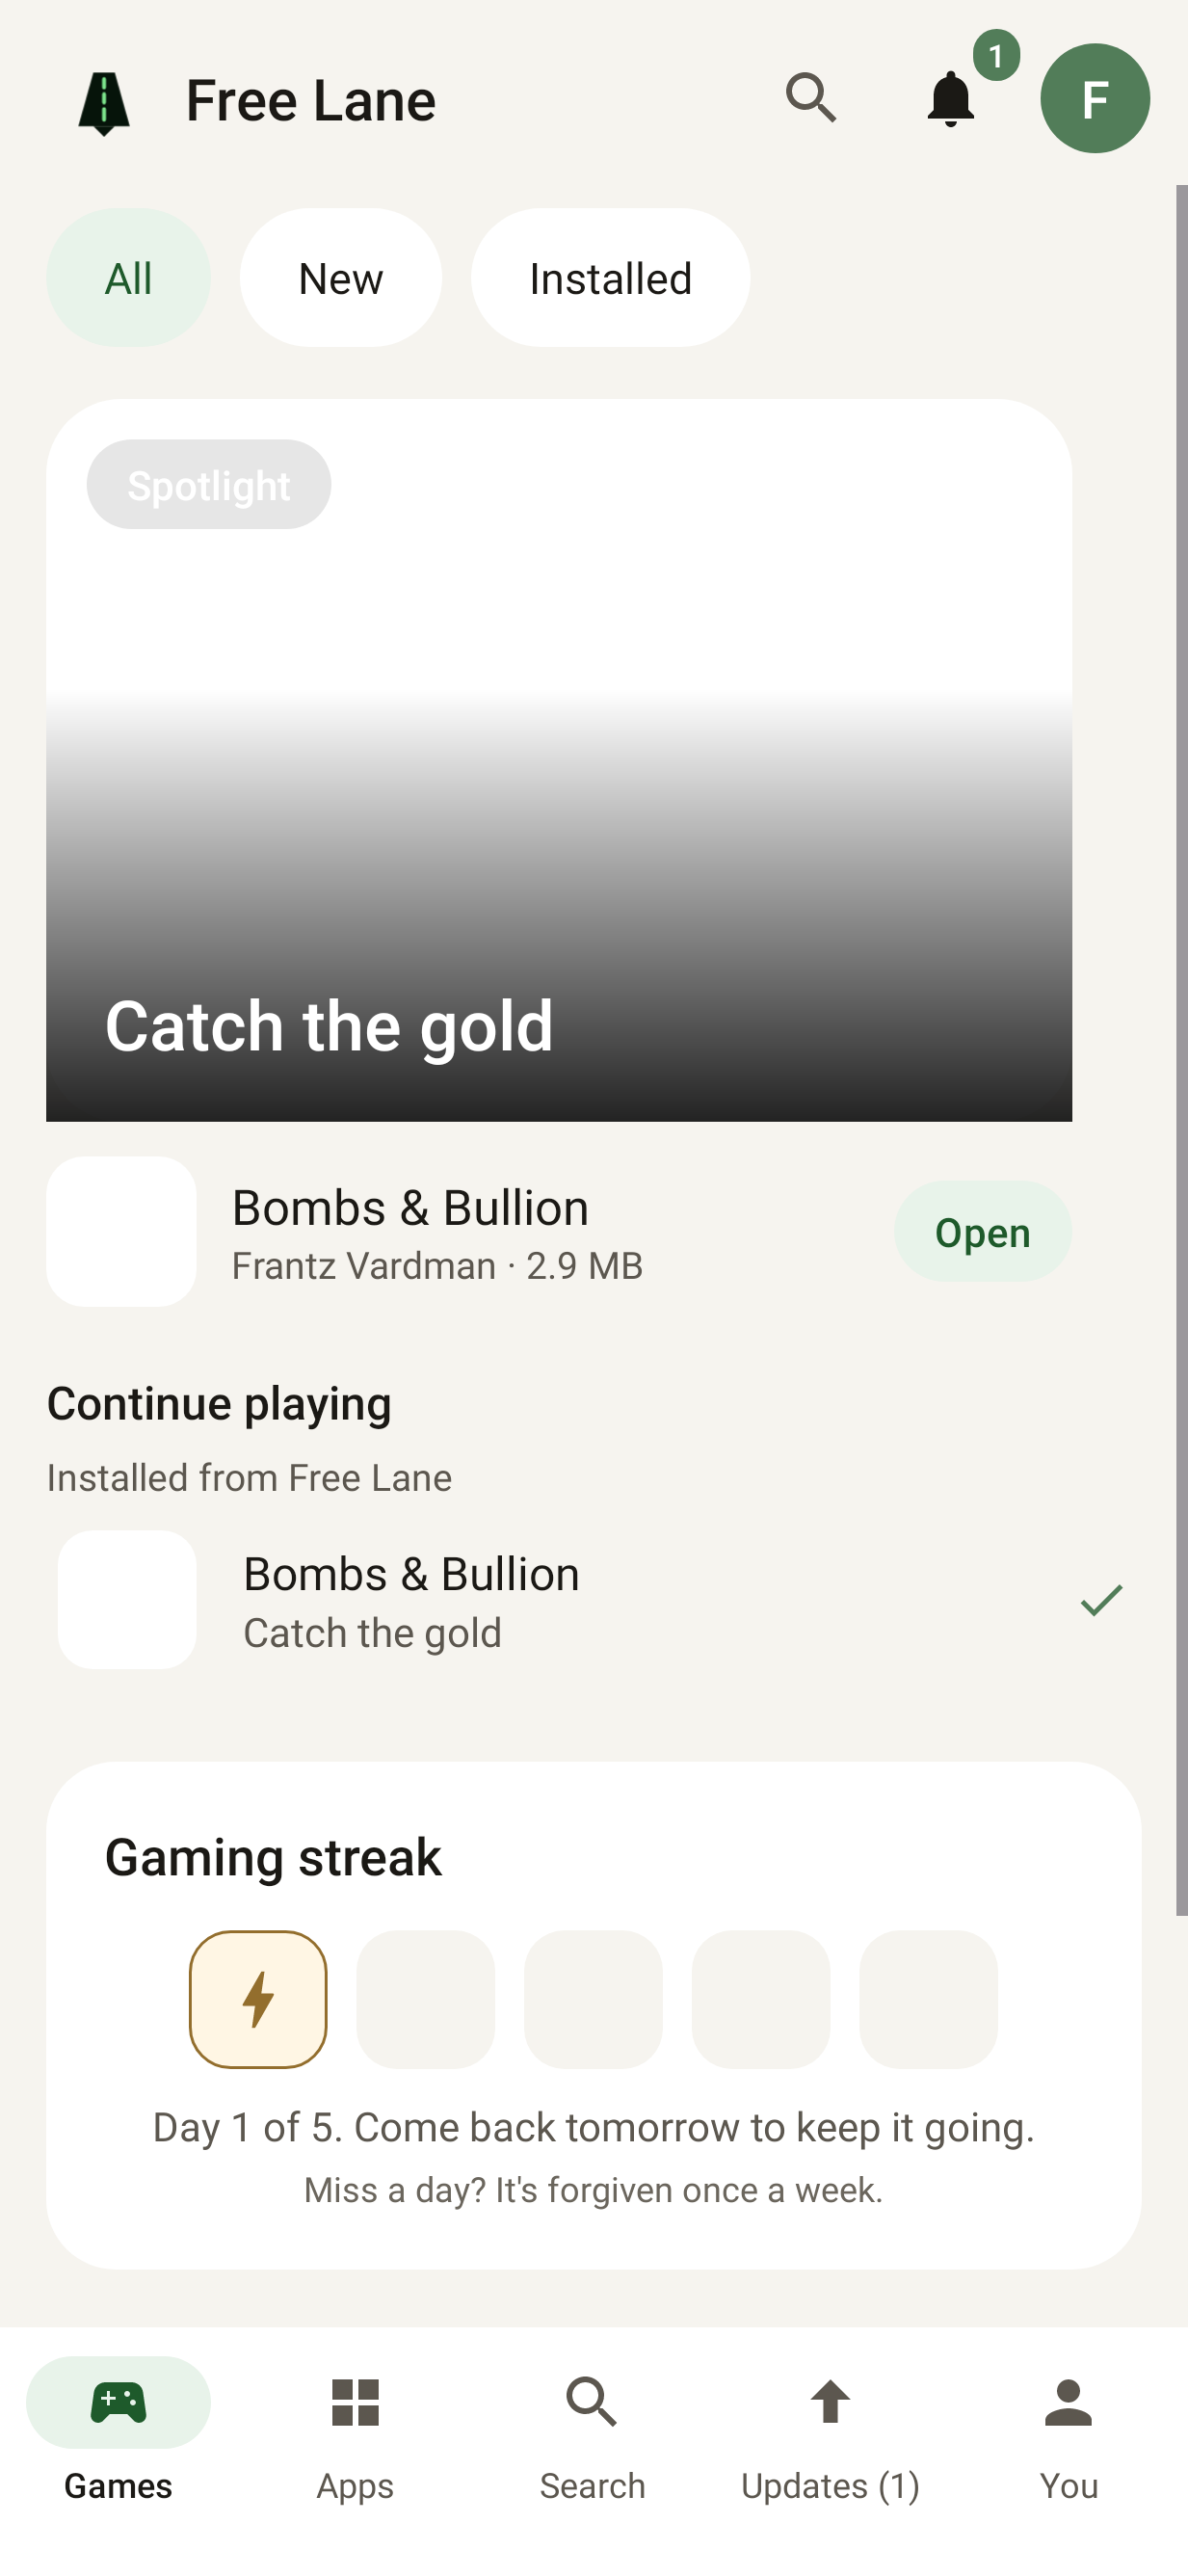 Free Lane
1
F
All
New
Installed
Spotlight
Catch the gold
Bombs & Bullion
Frantz Vardman · 2.9 MB
Open
Continue playing
Installed from Free Lane
Bombs & Bullion
Catch the gold
Gaming streak
Day 1 of 5. Come back tomorrow to keep it going.
Miss a day? It's forgiven once a week.
Games
Apps
Search
Updates (1)
You